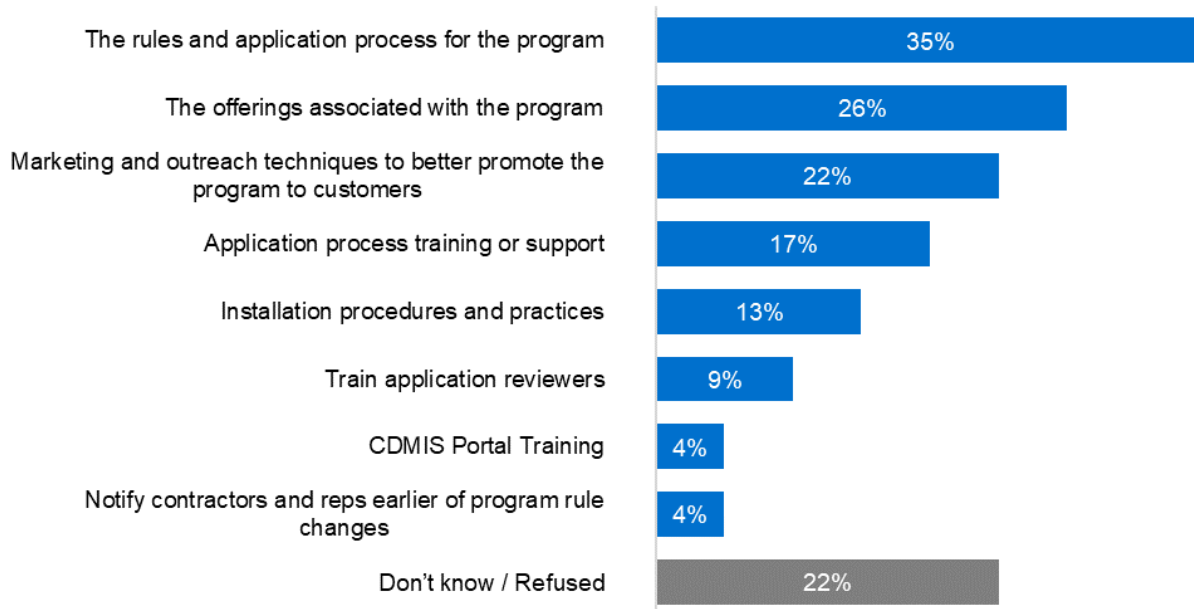 The rules and application process for the program
35%
The offerings associated with the program
26%
Marketing and outreach techniques to better promote the
program to customers
22%
Application process training or support
17%
Installation procedures and practices
13%
Train application reviewers
9%
CDMIS Portal Training
4%
Notify contractors and reps earlier of program rule
changes
4%
Don’t know / Refused
22%